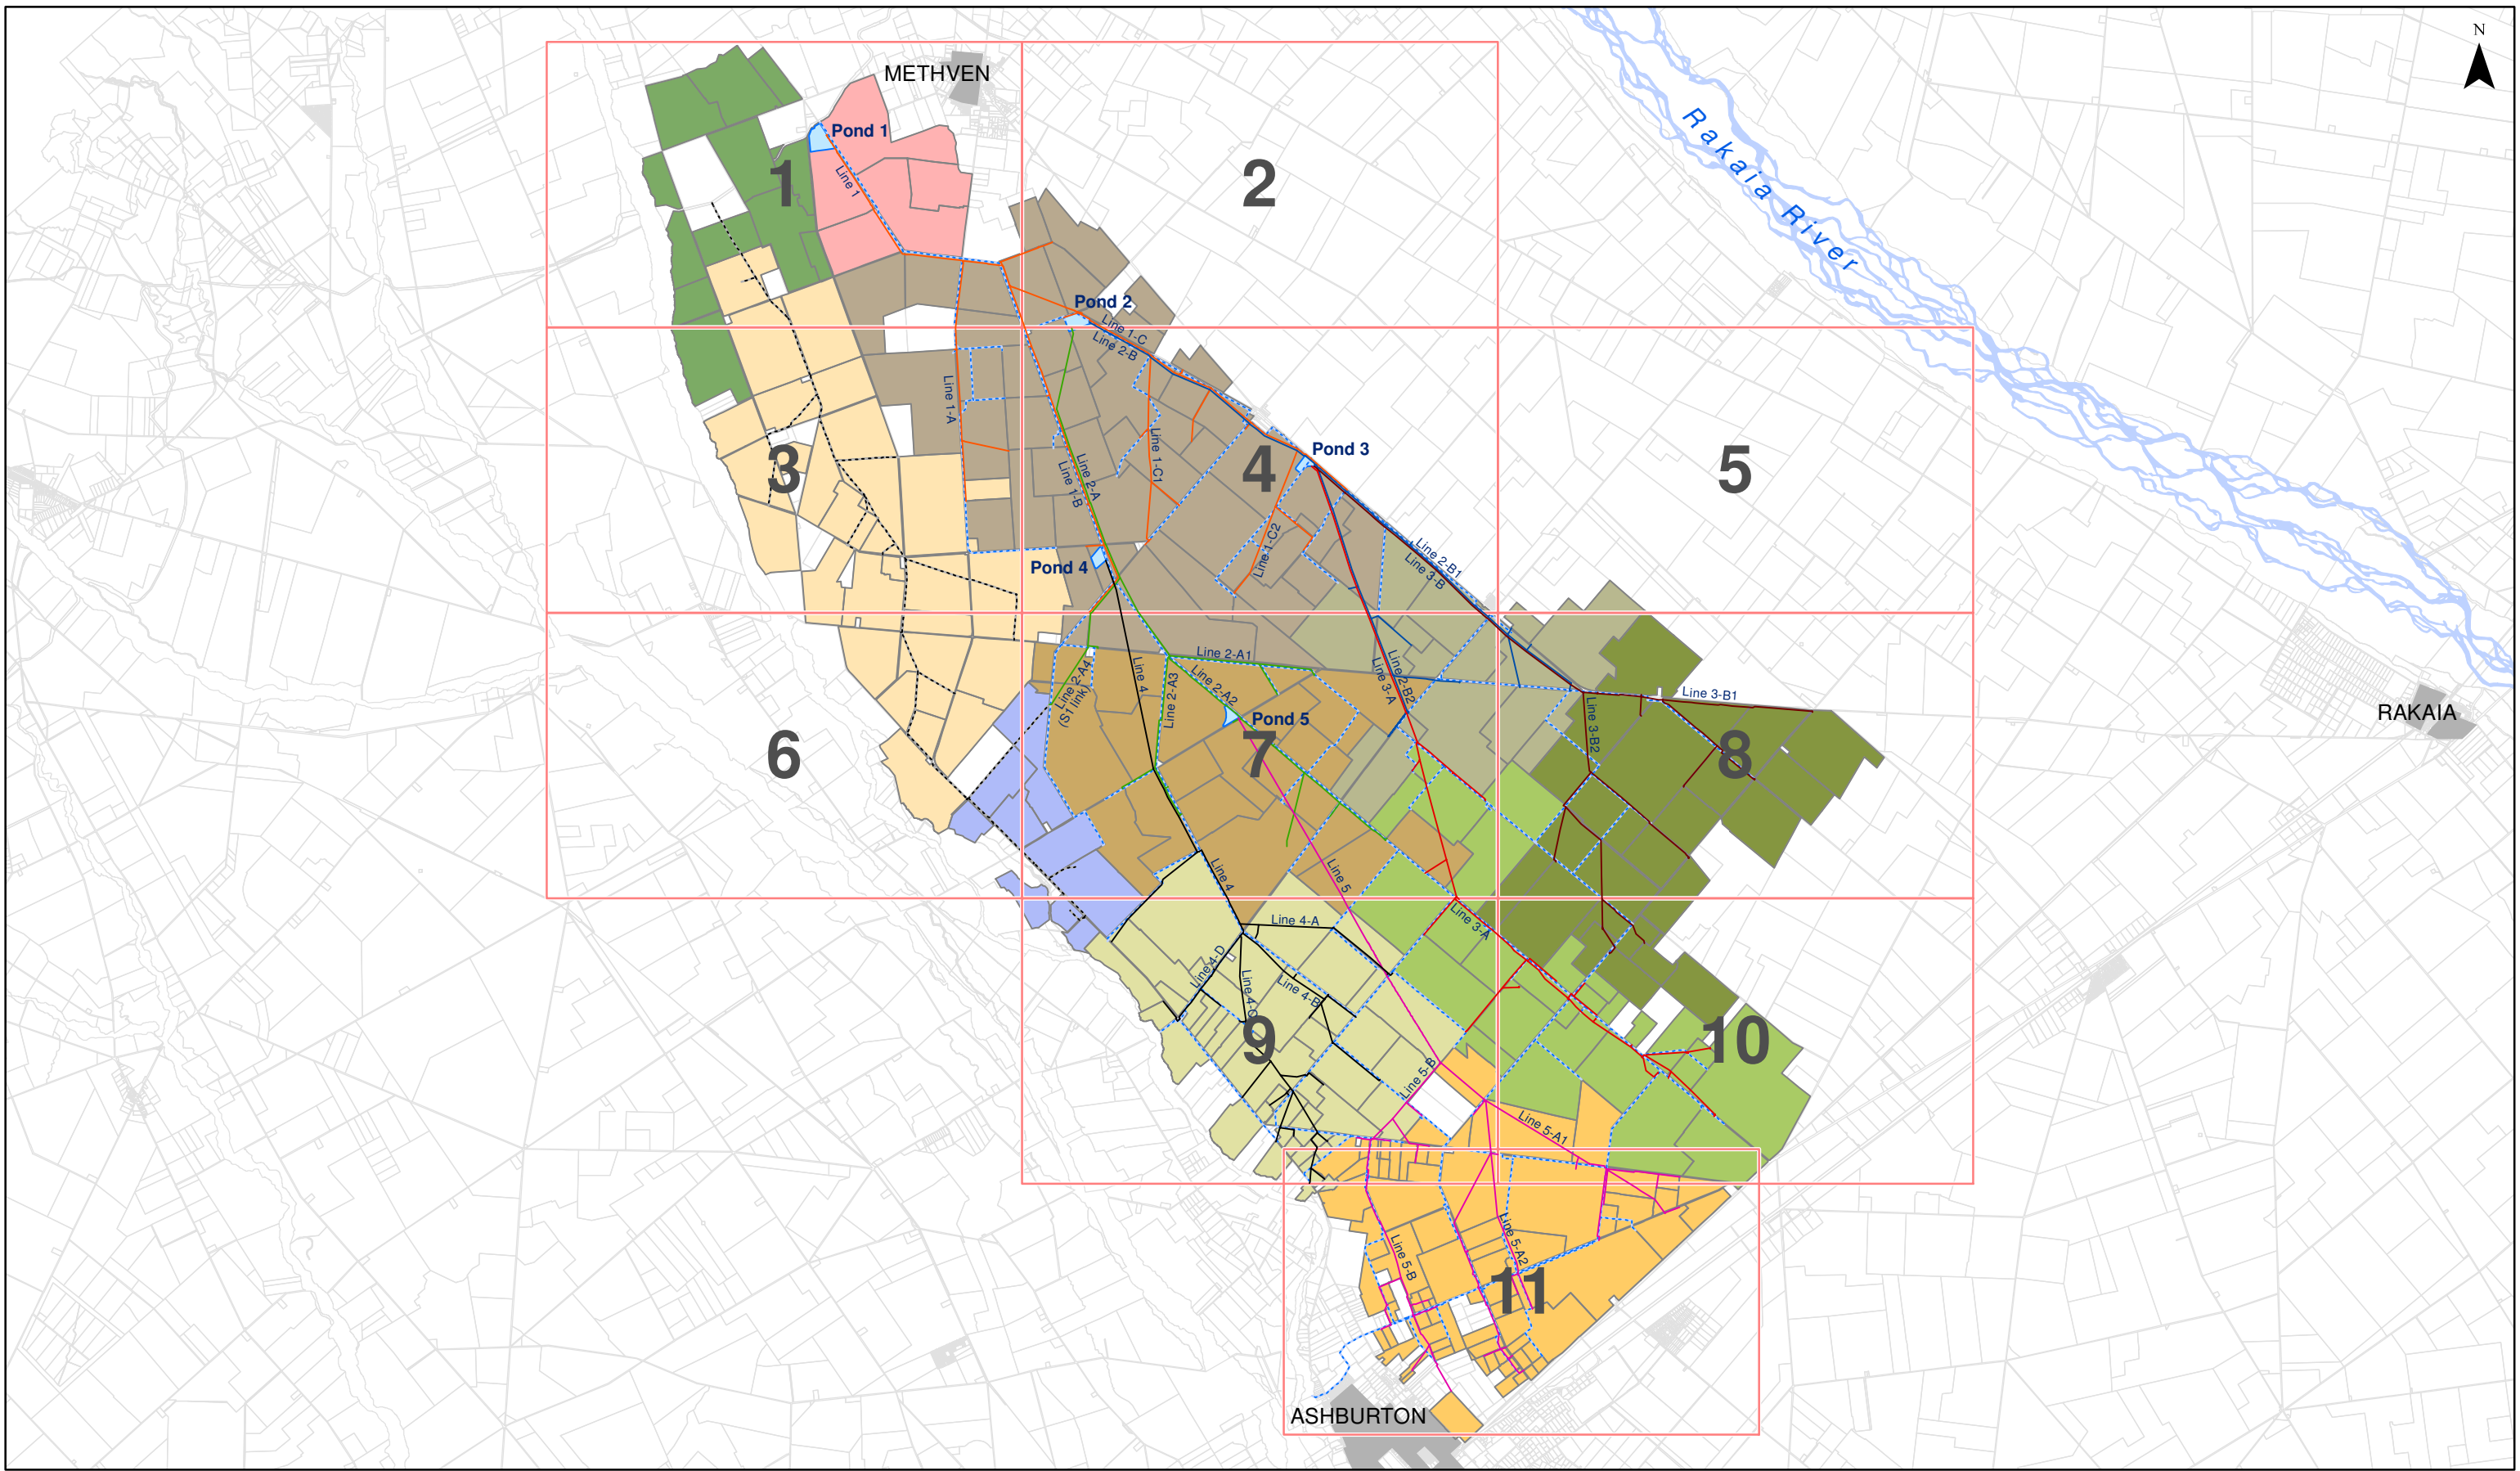 N
METHVEN
Rakaia River
Pond 1
1
2
Line 1
Pond 2
Line 1-C
Line 2-B
Line 1-A
Pond 3
3
4
5
Line 2-A
Line 1-B
Line 1-C1
Line 1-C2
Line 2-B1
Line 3-B
Pond 4
Line 2-A1
Line 2-A4
(S1 link)
Line 4
Line 2-A3
Line 2-A2
Line 3-A
Line 2-B2
Line 3-B1
Line 3-B2
RAKAIA
Pond 5
6
7
8
Line 4
Line 5
Line 4-A
Line 3-A
Line 4-D
Line 4-C
Line 4-B
9
10
Line 5-B
Line 5-A1
Line 5-B
Line 5-A2
11
ASHBURTON